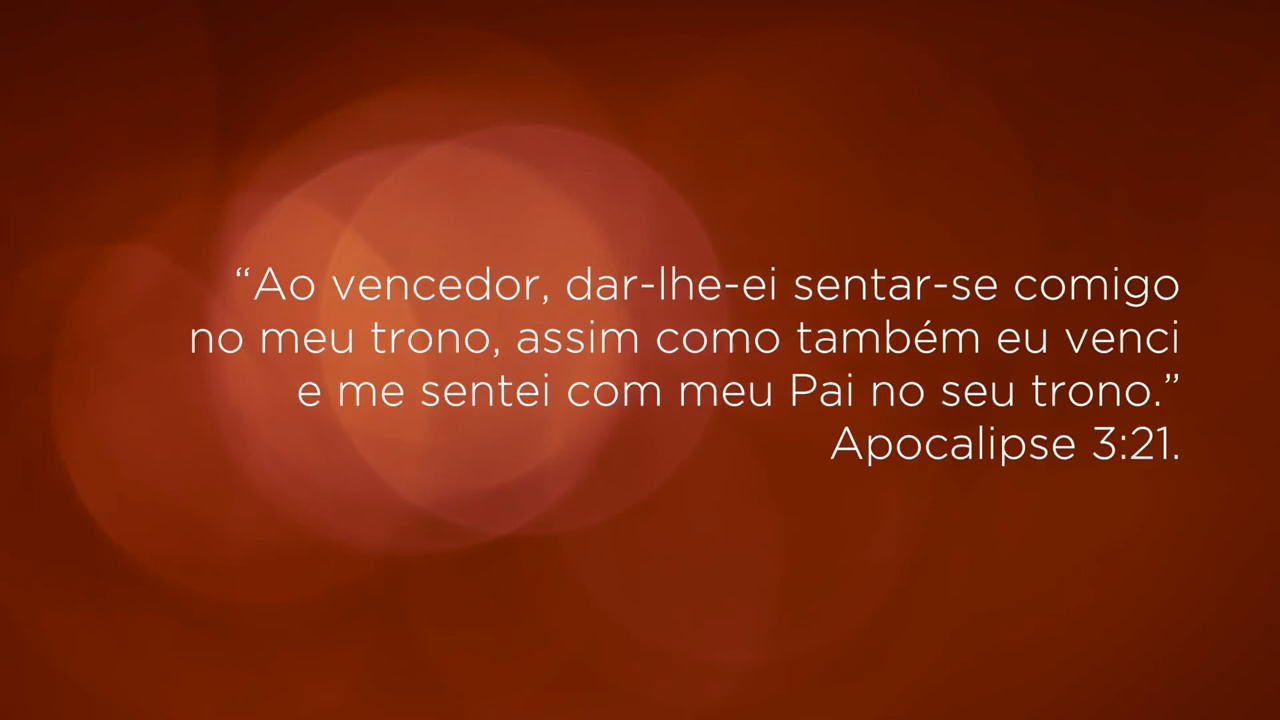 “Ao vencedor, dar-lhe-ei sentar-se comigo
no meu trono, assim como também eu venci
e me sentei com meu Pai no seu trono.”
Apocalipse 3:21.